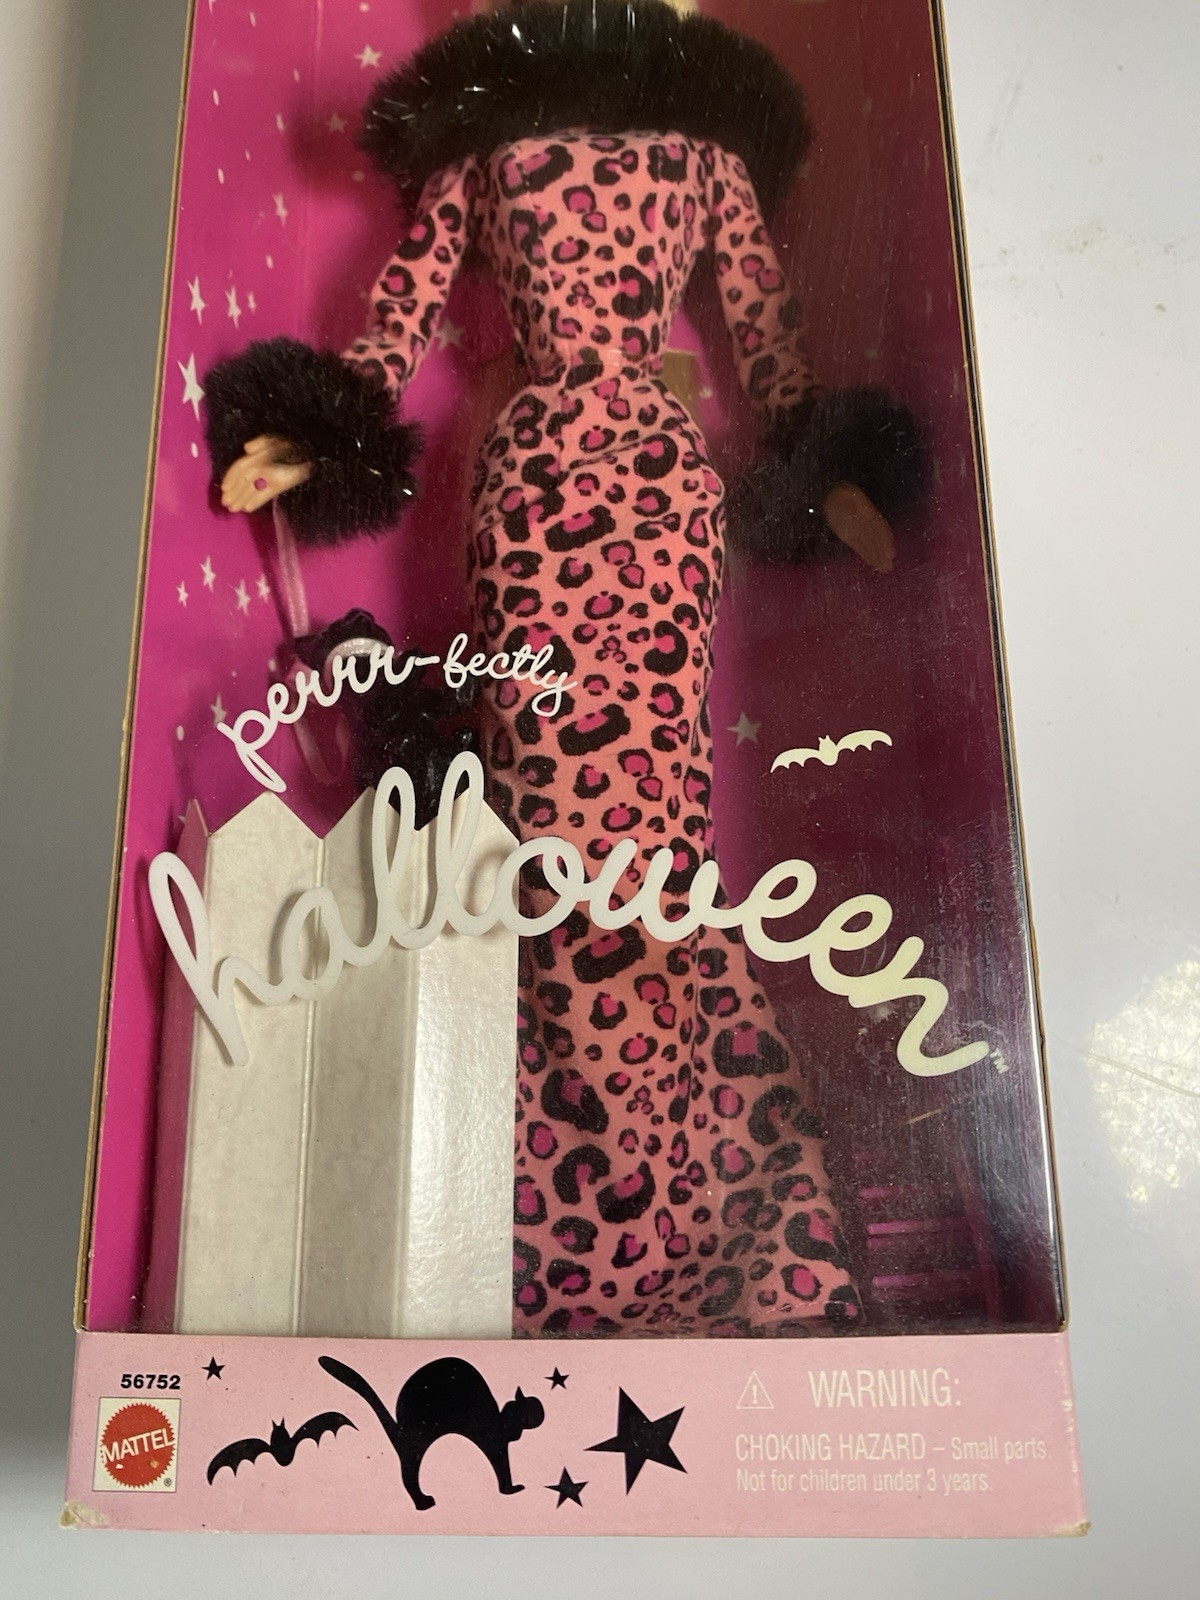 perrr-fectly
halloween™
56752
MATTEL®
WARNING:
CHOKING HAZARD – Small parts.
Not for children under 3 years.